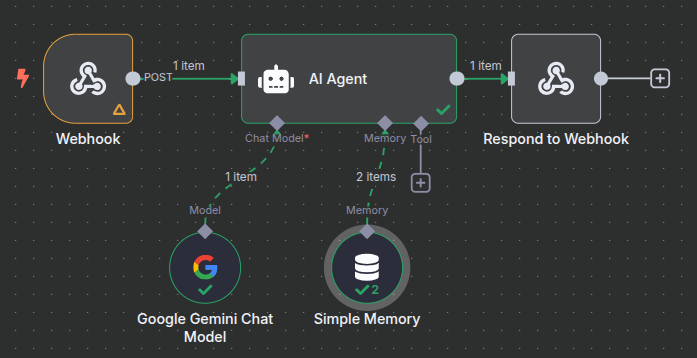 1 item
POST
AI Agent
1 item
Webhook
Chat Model*
Memory
Tool
Respond to Webhook
1 item
2 items
Model
Memory
2
Google Gemini Chat
Model
Simple Memory